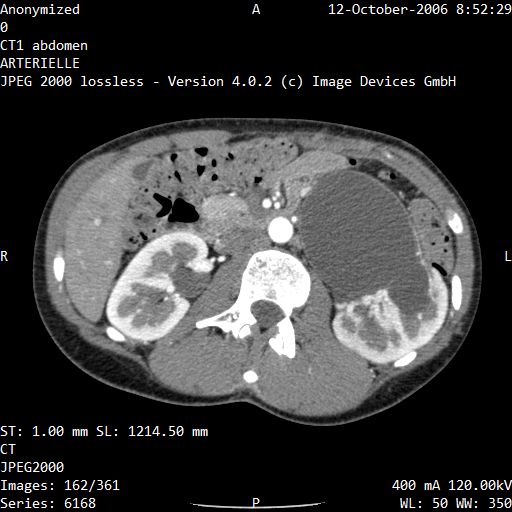 Anonymized A 12-October-2006 8:52:29
0
CT1 abdomen
ARTERIELLE
JPEG 2000 lossless - Version 4.0.2 (c) Image Devices GmbH
R L
ST: 1.00 mm SL: 1214.50 mm
CT
JPEG2000
Images: 162/361 400 mA 120.00kV
Series: 6168 P WL: 50 WW: 350